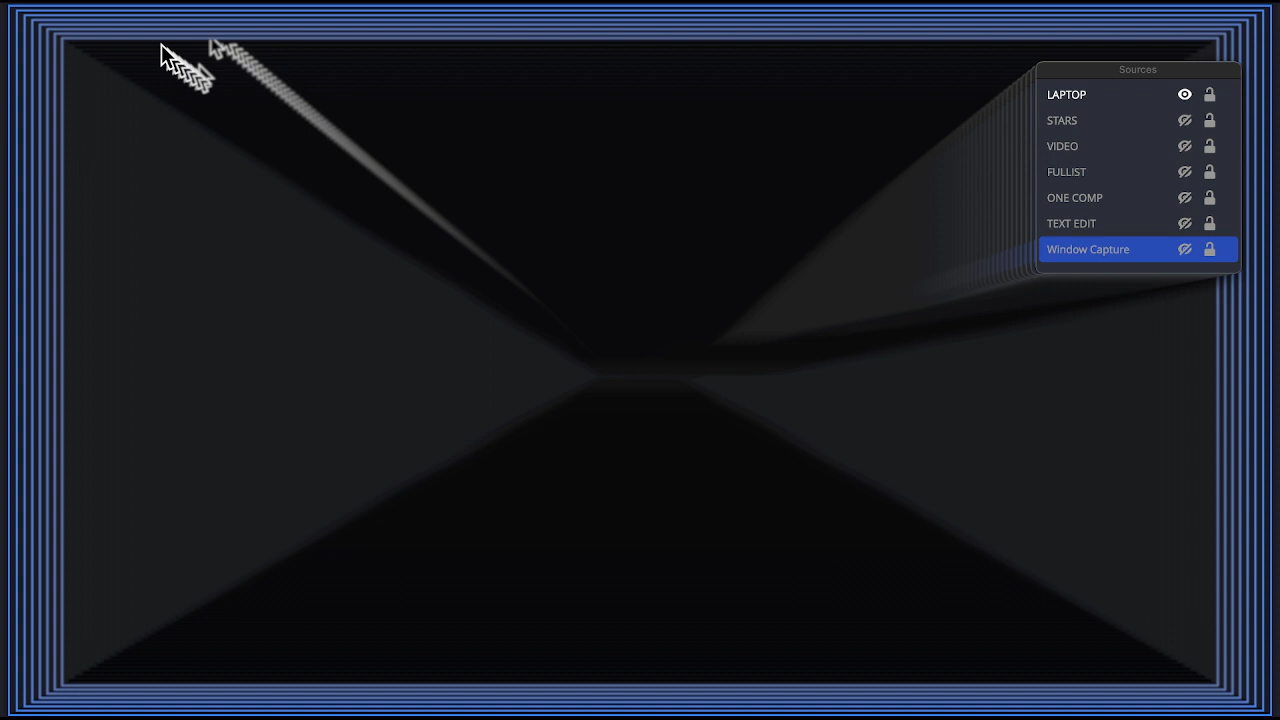 Sources
LAPTOP
STARS
VIDEO
FULLIST
ONE COMP
TEXT EDIT
Window Capture